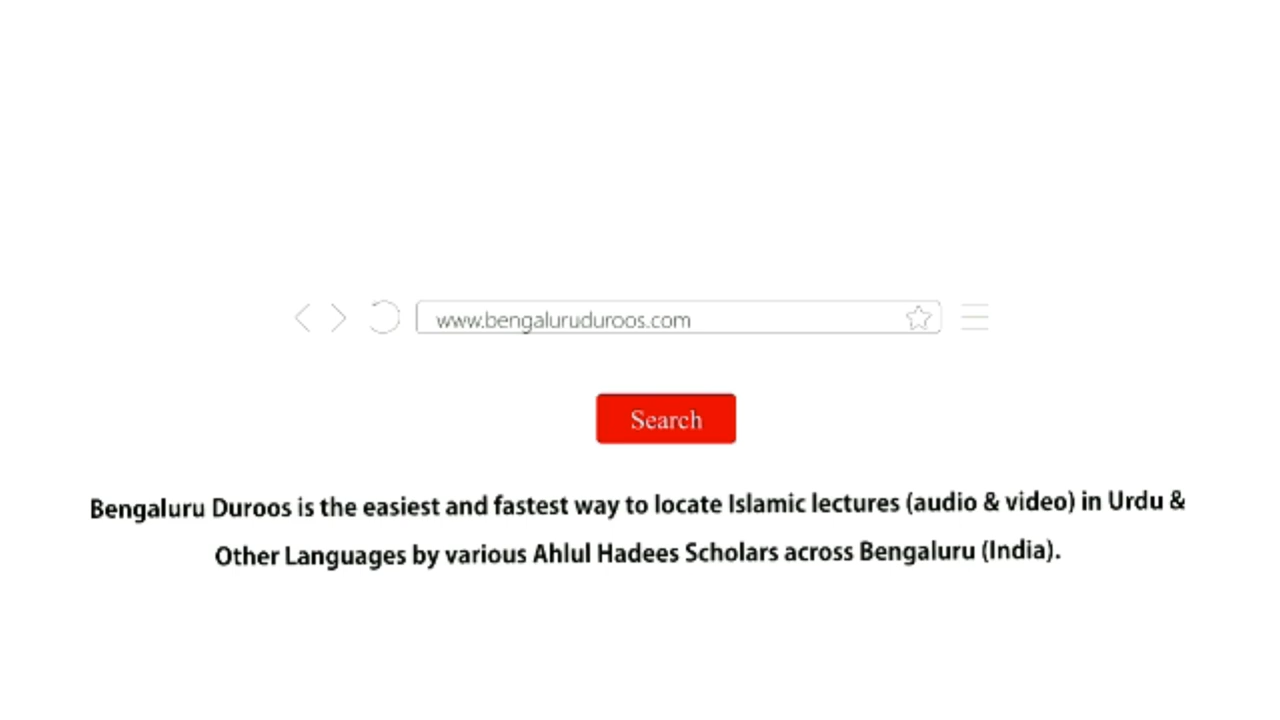 www.bengaluruduroos.com
Search
Bengaluru Duroos is the easiest and fastest way to locate Islamic lectures (audio & video) in Urdu &
Other Languages by various Ahlul Hadees Scholars across Bengaluru (India).